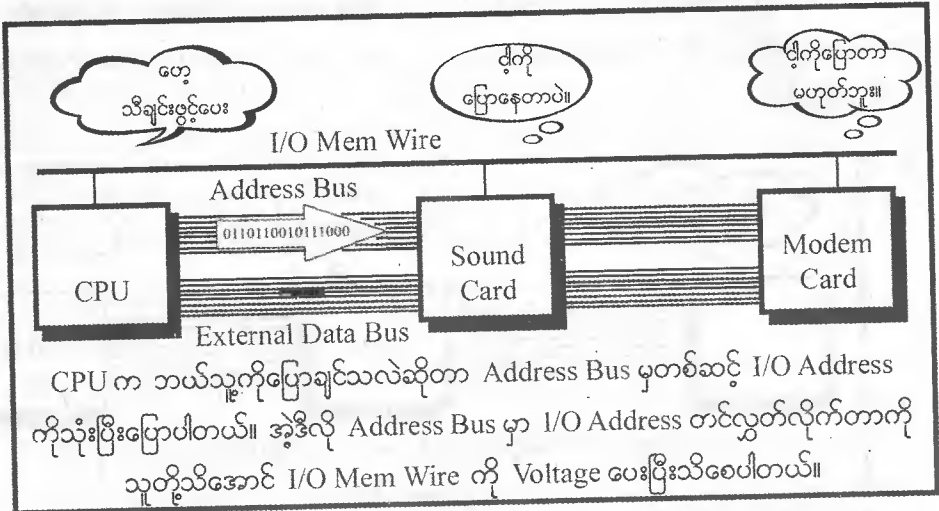 ဟေ့
သီချင်းဖွင့်ပေး
ငါ့ကို
ပြောနေတာပဲ။
ငါ့ကိုပြောတာ
မဟုတ်ဘူး။
I/O Mem Wire
Address Bus
0110110010111000
CPU
Sound
Card
Modem
Card
External Data Bus
CPU က ဘယ်သူ့ကိုပြောချင်သလဲဆိုတာ Address Bus မှတစ်ဆင့် I/O Address
ကိုသုံးပြီးပြောပါတယ်။ အဲ့ဒီလို Address Bus မှာ I/O Address တင်လွှတ်လိုက်တာကို
သူတို့သိအောင် I/O Mem Wire ကို Voltage ပေးပြီးသိစေပါတယ်။